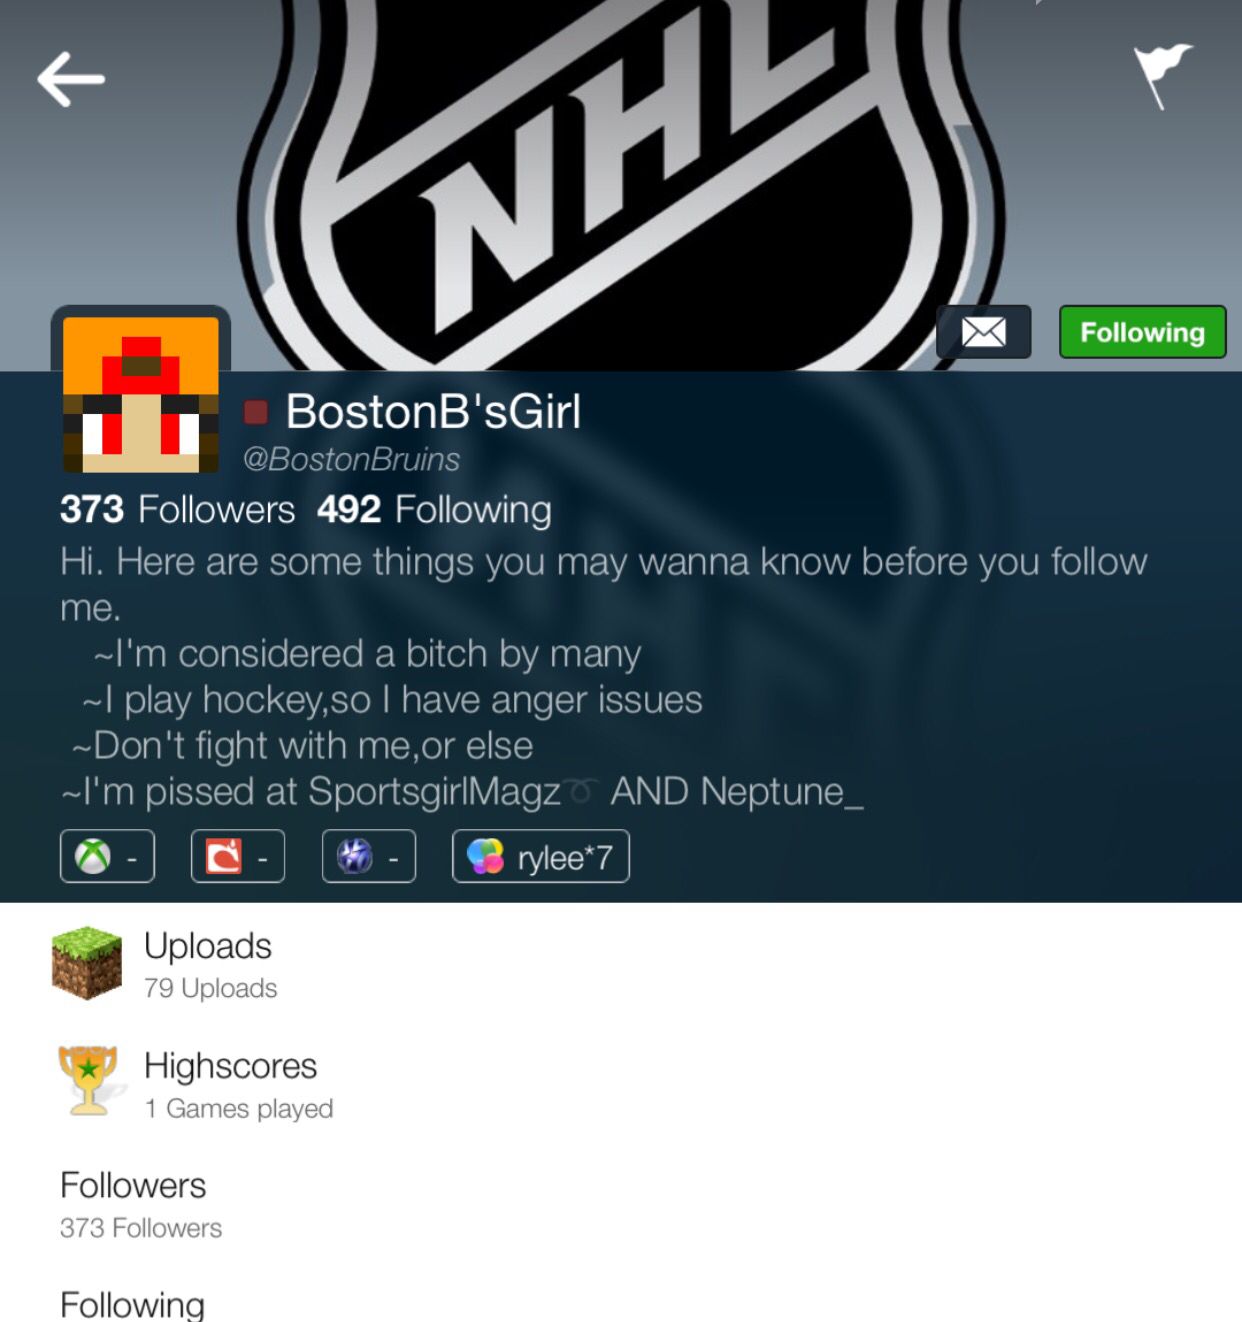 NHL
Following
BostonB'sGirl
@BostonBruins
373 Followers 492 Following
Hi. Here are some things you may wanna know before you follow
me.
~I'm considered a bitch by many
~I play hockey,so I have anger issues
~Don't fight with me,or else
~I'm pissed at SportsgirlMagz➰ AND Neptune_
- - - rylee*7
Uploads
79 Uploads
Highscores
1 Games played
Followers
373 Followers
Following